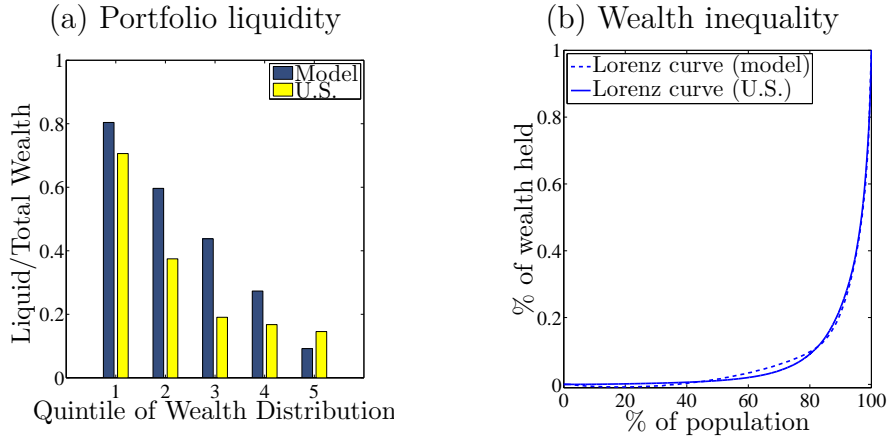 (a) Portfolio liquidity
Liquid/Total Wealth
1
0.8
0.6
0.4
0.2
0
Model
U.S.
1 2 3 4 5
Quintile of Wealth Distribution
(b) Wealth inequality
% of wealth held
1
0.8
0.6
0.4
0.2
0
Lorenz curve (model)
Lorenz curve (U.S.)
0 20 40 60 80 100
% of population